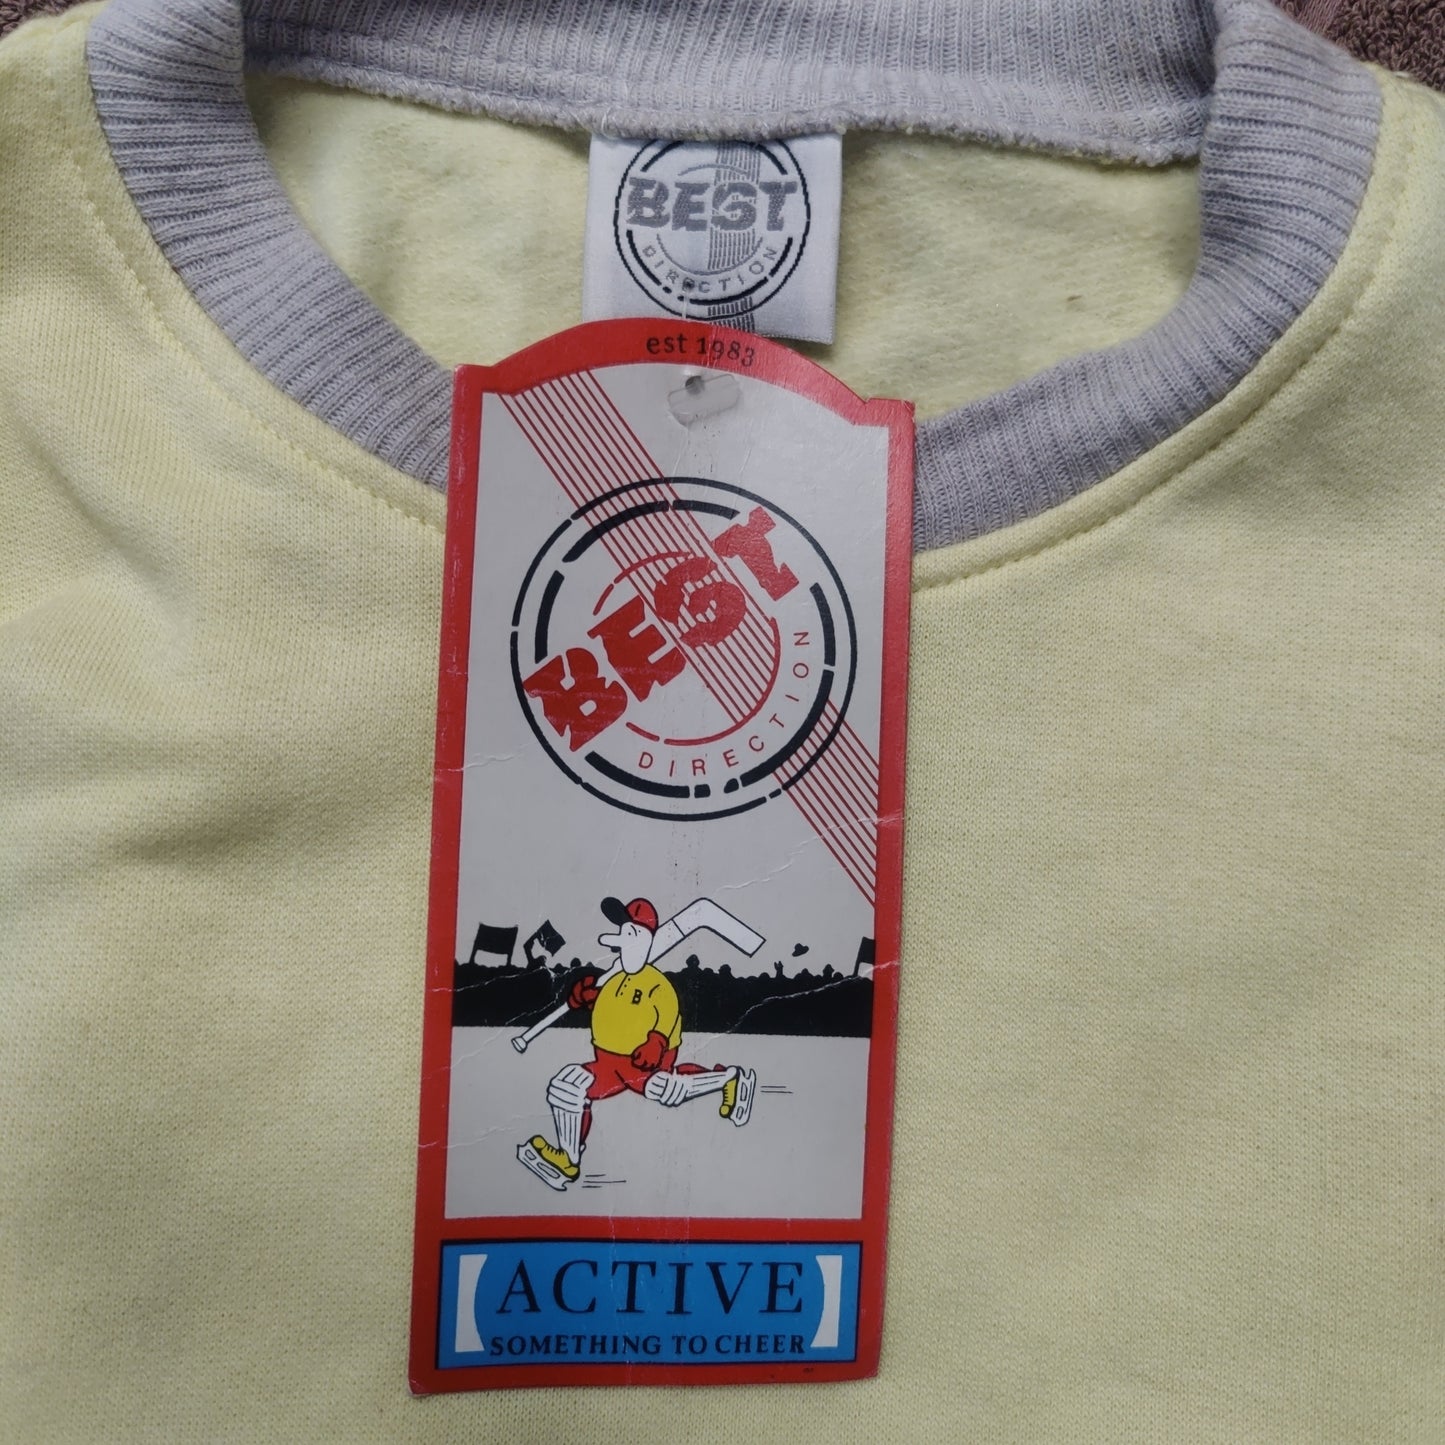 BEST
DIRECTION
est 1983
BEST
DIRECTION
B
ACTIVE
SOMETHING TO CHEER